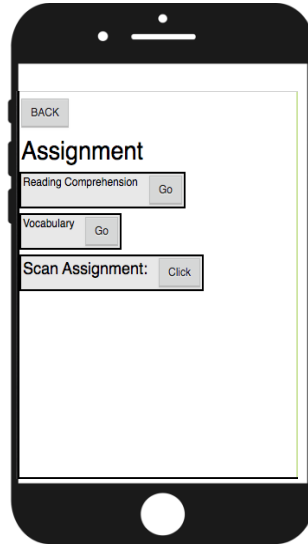 BACK
Assignment
Reading Comprehension Go
Vocabulary Go
Scan Assignment: Click